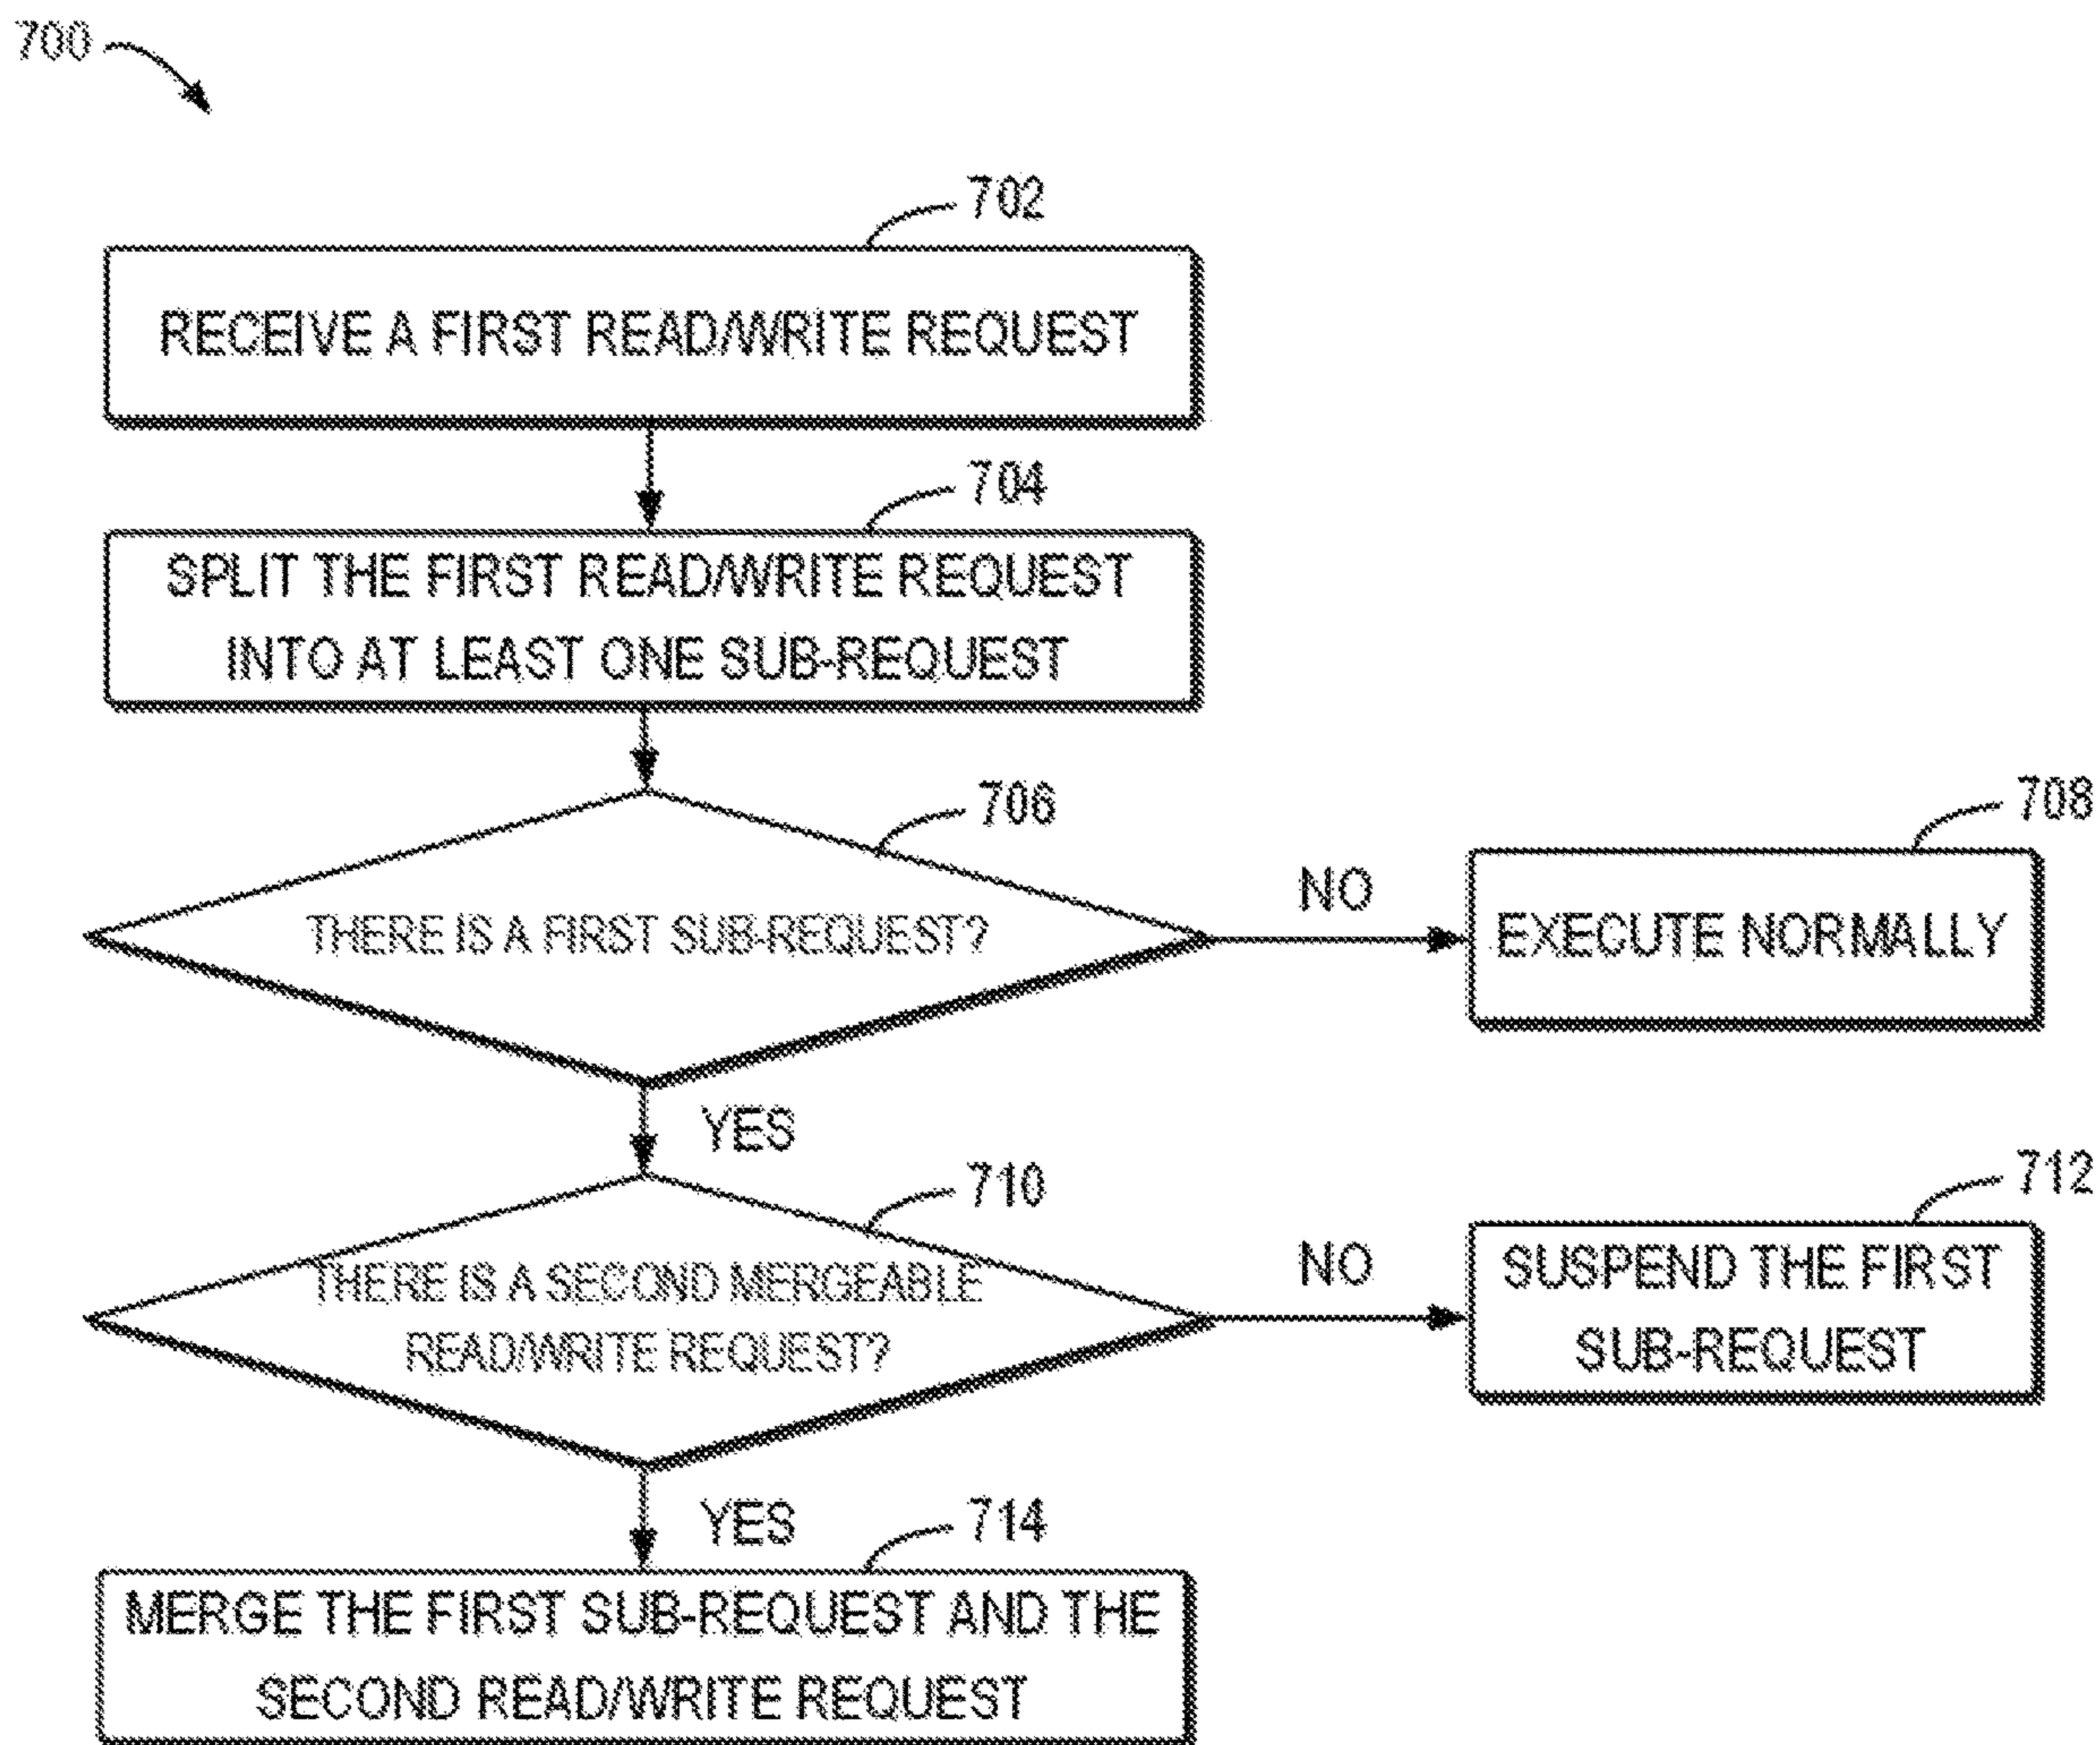 700
702
RECEIVE A FIRST READ/WRITE REQUEST
704
SPLIT THE FIRST READ/WRITE REQUEST
INTO AT LEAST ONE SUB-REQUEST
706
708
THERE IS A FIRST SUB-REQUEST?
NO
EXECUTE NORMALLY
YES
710
712
THERE IS A SECOND MERGEABLE
READ/WRITE REQUEST?
NO
SUSPEND THE FIRST
SUB-REQUEST
YES
714
MERGE THE FIRST SUB-REQUEST AND THE
SECOND READ/WRITE REQUEST